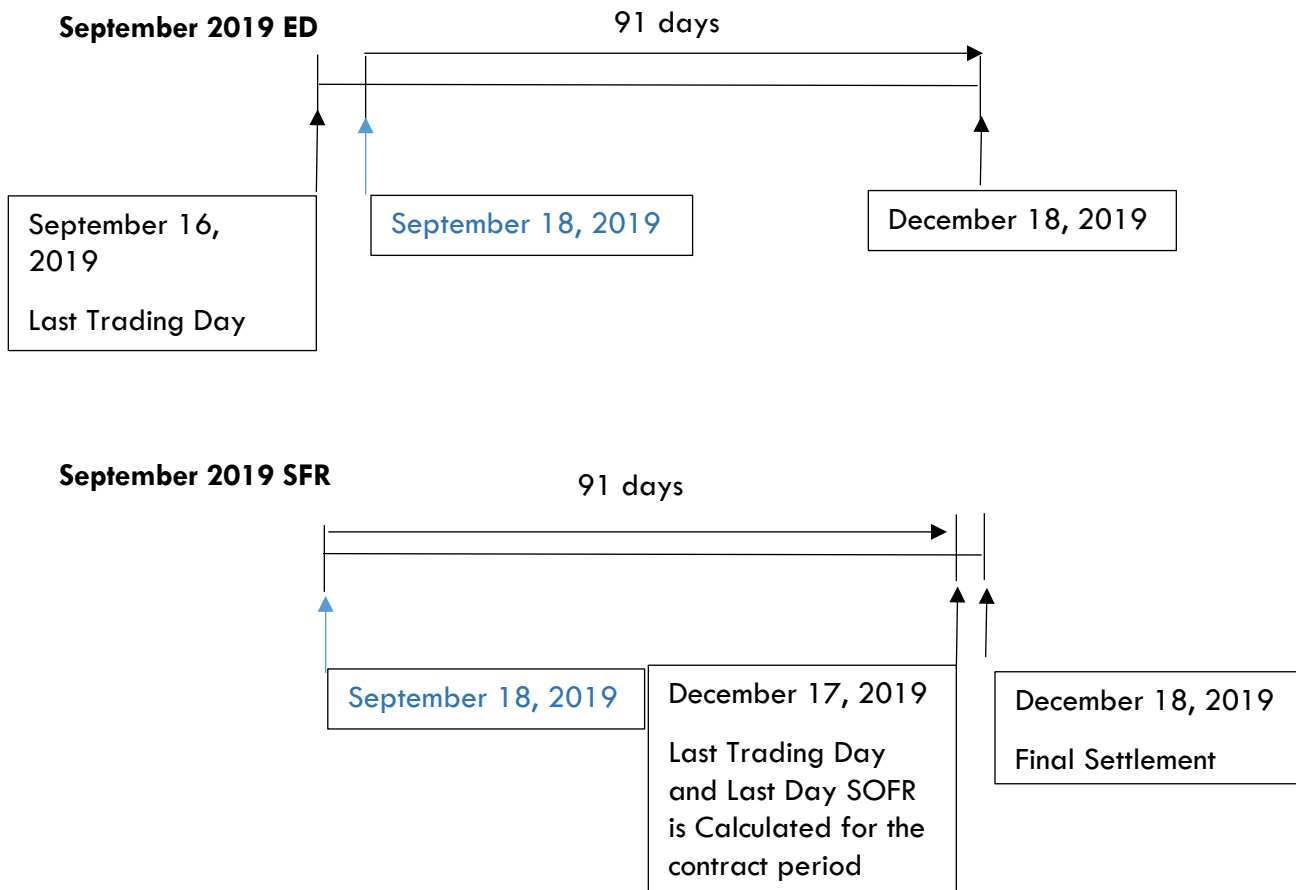 September 2019 ED
91 days
September 16,
2019
Last Trading Day
September 18, 2019
December 18, 2019
September 2019 SFR
91 days
September 18, 2019
December 17, 2019
Last Trading Day
and Last Day SOFR
is Calculated for the
contract period
December 18, 2019
Final Settlement